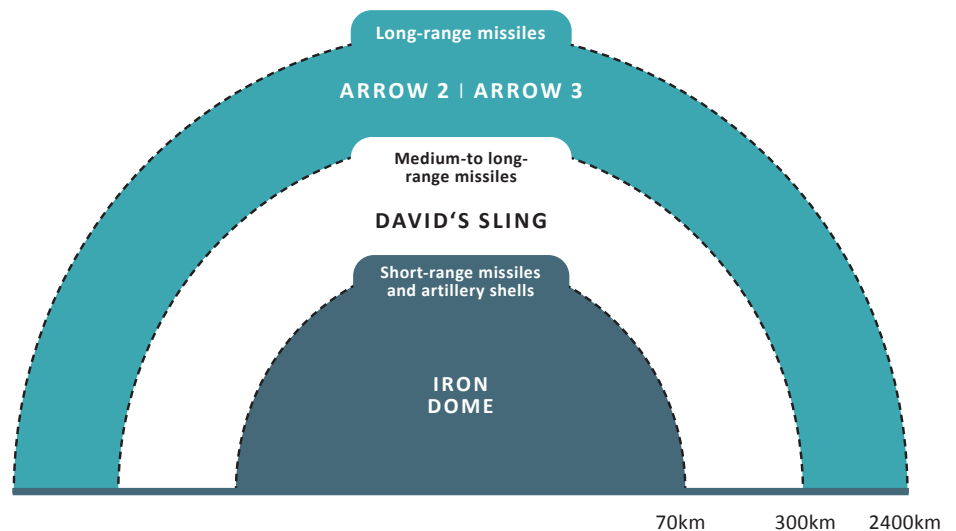 Long-range missiles
ARROW 2 | ARROW 3
Medium-to long-
range missiles
DAVID‘S SLING
Short-range missiles
and artillery shells
IRON
DOME
70km 300km 2400km